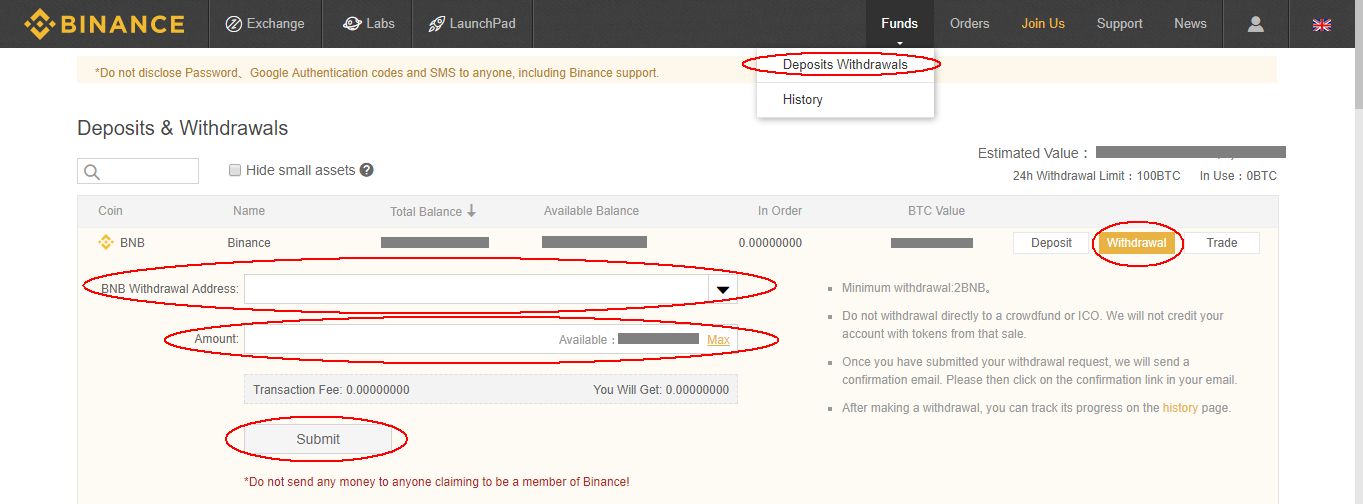 BINANCE Exchange Labs LaunchPad Funds Orders Join Us Support News
*Do not disclose Password、Google Authentication codes and SMS to anyone, including Binance support.
Deposits Withdrawals
History
Deposits & Withdrawals
Hide small assets ?
Estimated Value：
24h Withdrawal Limit：100BTC In Use：0BTC
Coin Name Total Balance Available Balance In Order BTC Value
BNB Binance 0.00000000 Deposit Withdrawal Trade
BNB Withdrawal Address:
Amount: Available： Max
Transaction Fee: 0.00000000 You Will Get: 0.00000000
Submit
*Do not send any money to anyone claiming to be a member of Binance!
Minimum withdrawal:2BNB。
Do not withdrawal directly to a crowdfund or ICO. We will not credit your
account with tokens from that sale.
Once you have submitted your withdrawal request, we will send a
confirmation email. Please then click on the confirmation link in your email.
After making a withdrawal, you can track its progress on the history page.